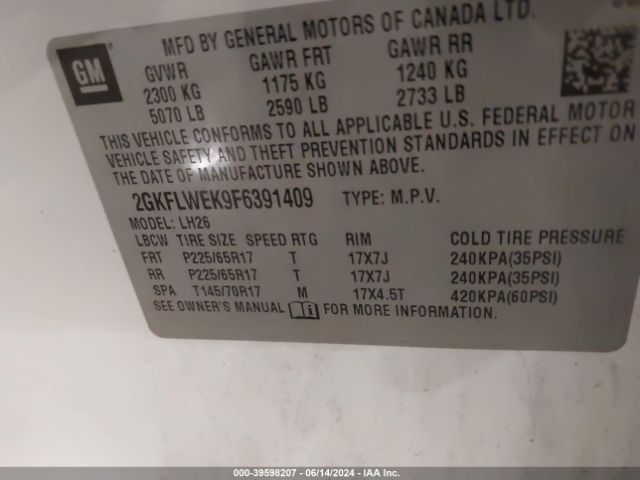 MFD BY GENERAL MOTORS OF CANADA LTD.
GM
GVWR GAWR FRT GAWR RR
2300 KG 1175 KG 1240 KG
5070 LB 2590 LB 2733 LB
THIS VEHICLE CONFORMS TO ALL APPLICABLE U.S. FEDERAL MOTOR
VEHICLE SAFETY AND THEFT PREVENTION STANDARDS IN EFFECT ON
THE DATE OF MANUFACTURE SHOWN ABOVE.
2GKFLWEK9F6391409 TYPE: M.P.V.
MODEL: LH26
LBCW TIRE SIZE SPEED RTG RIM COLD TIRE PRESSURE
FRT P225/65R17 T 17X7J 240KPA(35PSI)
RR P225/65R17 T 17X7J 240KPA(35PSI)
SPA T145/70R17 M 17X4.5T 420KPA(60PSI)
SEE OWNER'S MANUAL FOR MORE INFORMATION.
000-39598207 - 06/14/2024 - IAA Inc.